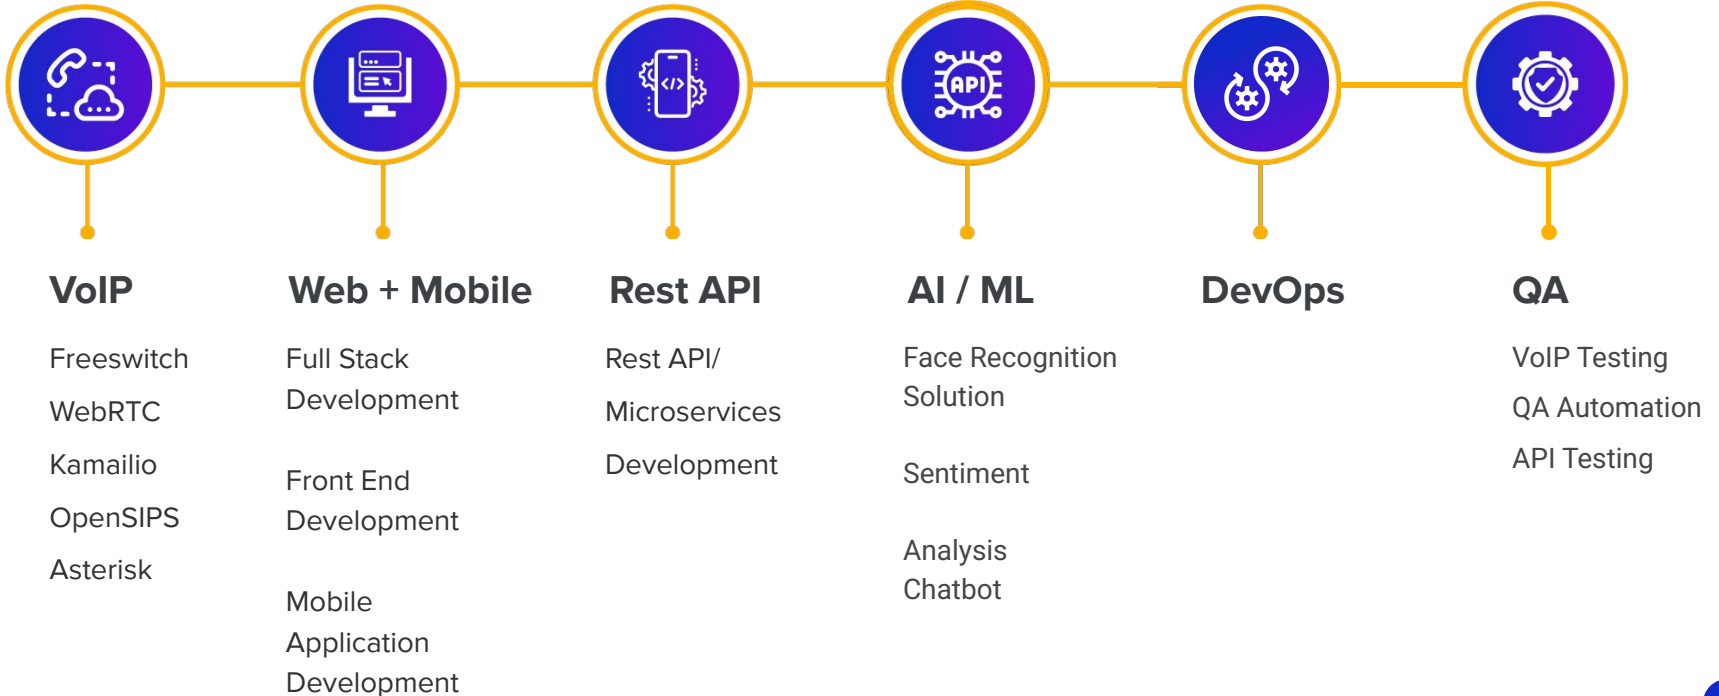 API
</>
VoIP
Freeswitch
WebRTC
Kamailio
OpenSIPS
Asterisk
Web + Mobile
Full Stack
Development
Front End
Development
Mobile
Application
Development
Rest API
Rest API/
Microservices
Development
AI / ML
Face Recognition
Solution
Sentiment
Analysis
Chatbot
DevOps
QA
VoIP Testing
QA Automation
API Testing